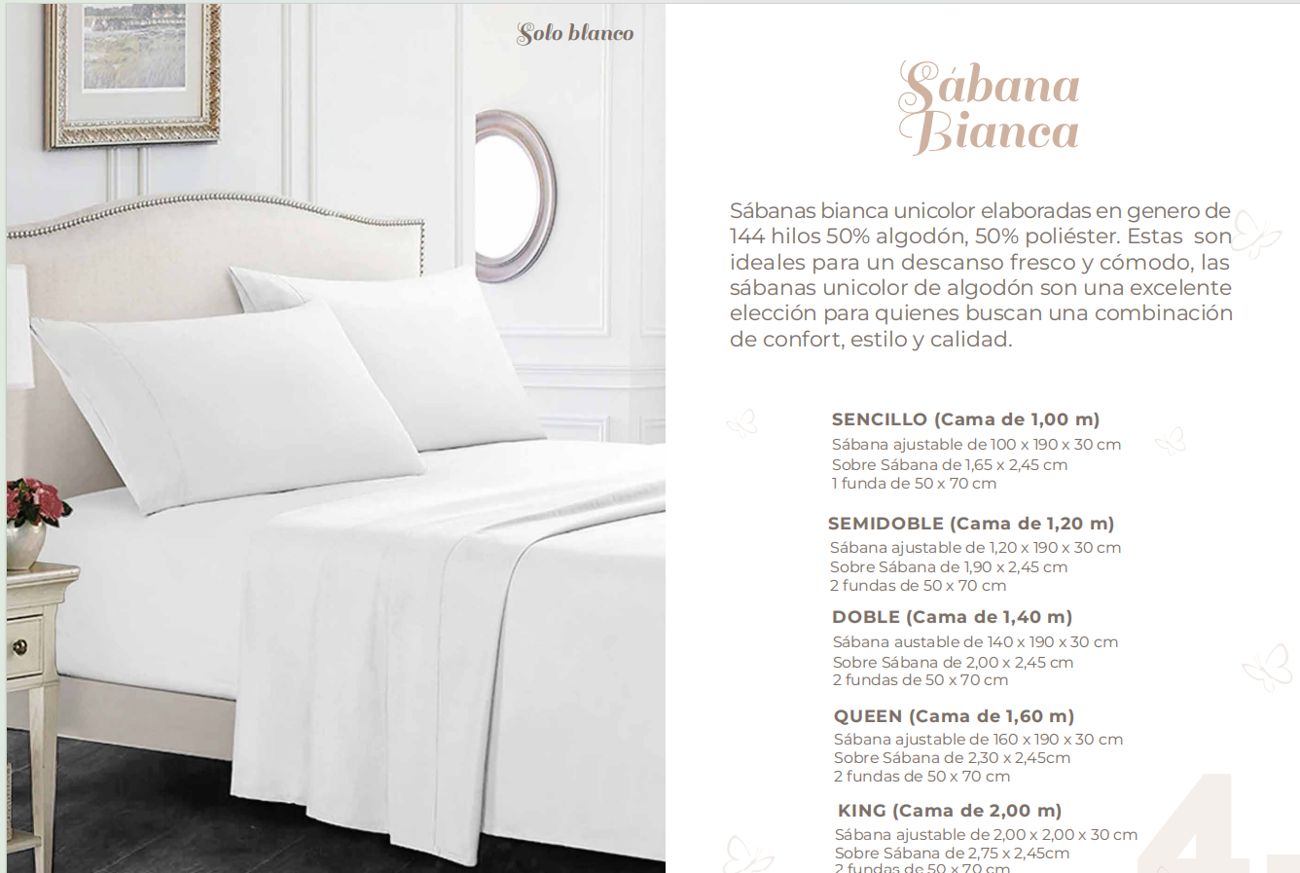 Solo blanco
Sábana
Bianca
Sábanas bianca unicolor elaboradas en genero de
144 hilos 50% algodón, 50% poliéster. Estas son
ideales para un descanso fresco y cómodo, las
sábanas unicolor de algodón son una excelente
elección para quienes buscan una combinación
de confort, estilo y calidad.
SENCILLO (Cama de 1,00 m)
Sábana ajustable de 100 x 190 x 30 cm
Sobre Sábana de 1,65 x 2,45 cm
1 funda de 50 x 70 cm
SEMIDOBLE (Cama de 1,20 m)
Sábana ajustable de 1,20 x 190 x 30 cm
Sobre Sábana de 1,90 x 2,45 cm
2 fundas de 50 x 70 cm
DOBLE (Cama de 1,40 m)
Sábana austable de 140 x 190 x 30 cm
Sobre Sábana de 2,00 x 2,45 cm
2 fundas de 50 x 70 cm
QUEEN (Cama de 1,60 m)
Sábana ajustable de 160 x 190 x 30 cm
Sobre Sábana de 2,30 x 2,45cm
2 fundas de 50 x 70 cm
KING (Cama de 2,00 m)
Sábana ajustable de 2,00 x 2,00 x 30 cm
Sobre Sábana de 2,75 x 2,45cm
2 fundas de 50 x 70 cm